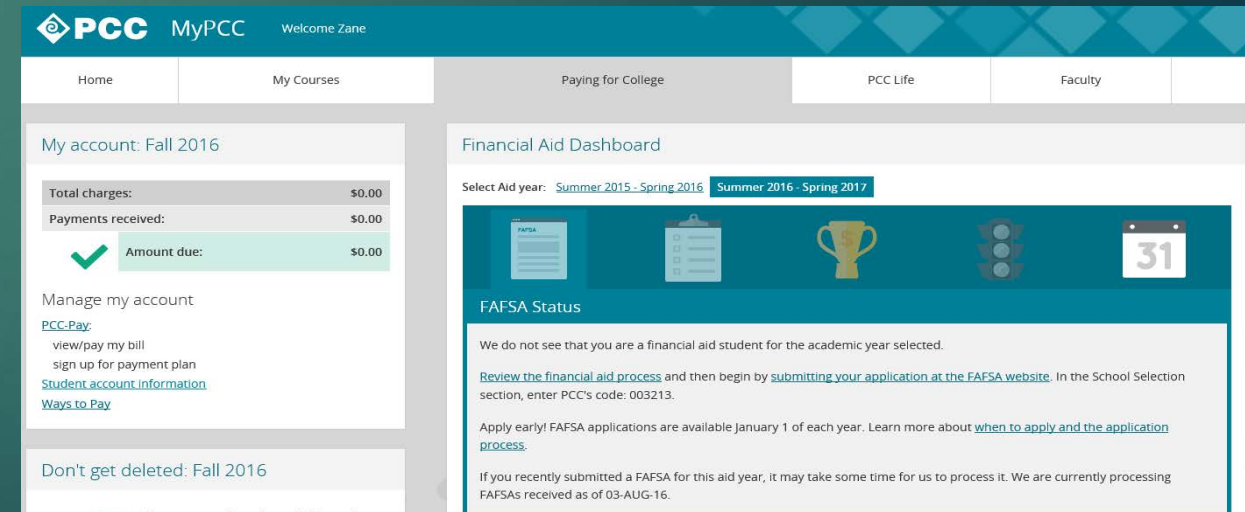 PCC MyPCC Welcome Zane
Home My Courses Paying for College PCC Life Faculty
My account: Fall 2016
Total charges: $0.00
Payments received: $0.00
Amount due: $0.00
Manage my account
PCC-Pay:
view/pay my bill
sign up for payment plan
Student account information
Ways to Pay
Don't get deleted: Fall 2016
Financial Aid Dashboard
Select Aid year: Summer 2015 - Spring 2016 Summer 2016 - Spring 2017
FAFSA
31
FAFSA Status
We do not see that you are a financial aid student for the academic year selected.
Review the financial aid process and then begin by submitting your application at the FAFSA website. In the School Selection
section, enter PCC's code: 003213.
Apply early! FAFSA applications are available January 1 of each year. Learn more about when to apply and the application
process.
If you recently submitted a FAFSA for this aid year, it may take some time for us to process it. We are currently processing
FAFSAs received as of 03-AUG-16.